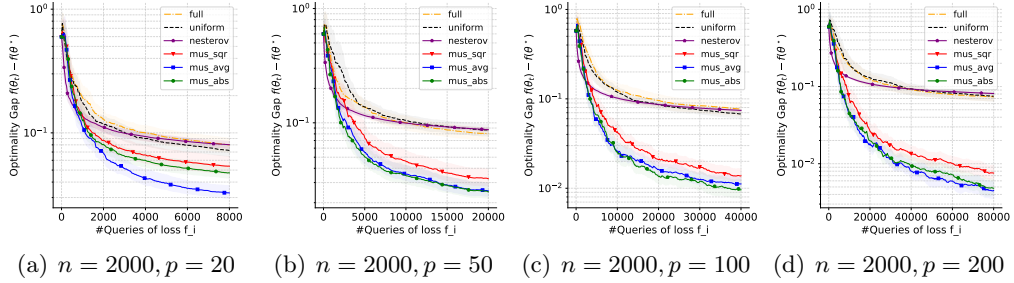 10⁰
10⁻¹
Optimality Gap f(θₜ) − f(θ*)
full
uniform
nesterov
mus_sqr
mus_avg
mus_abs
0 2000 4000 6000 8000
#Queries of loss f_i
(a) n = 2000, p = 20
10⁰
10⁻¹
Optimality Gap f(θₜ) − f(θ*)
full
uniform
nesterov
mus_sqr
mus_avg
mus_abs
0 5000 10000 15000 20000
#Queries of loss f_i
(b) n = 2000, p = 50
10⁰
10⁻¹
10⁻²
Optimality Gap f(θₜ) − f(θ*)
full
uniform
nesterov
mus_sqr
mus_avg
mus_abs
0 10000 20000 30000 40000
#Queries of loss f_i
(c) n = 2000, p = 100
10⁰
10⁻¹
10⁻²
Optimality Gap f(θₜ) − f(θ*)
full
uniform
nesterov
mus_sqr
mus_avg
mus_abs
0 20000 40000 60000 80000
#Queries of loss f_i
(d) n = 2000, p = 200